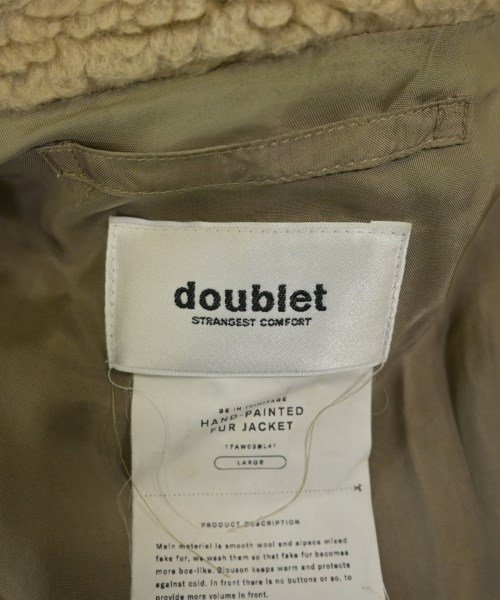 doublet
STRANGEST COMFORT
BE IN
HAND-PAINTED
FUR JACKET
LARGE
PRODUCT DESCRIPTION
Main material is smooth wool and alpaca mixed
fake fur, we wash them so that fake fur becomes
more boa-like. Blouson keeps warm and protects
against cold. In front there is no buttons or so, to
provide more volume in front.